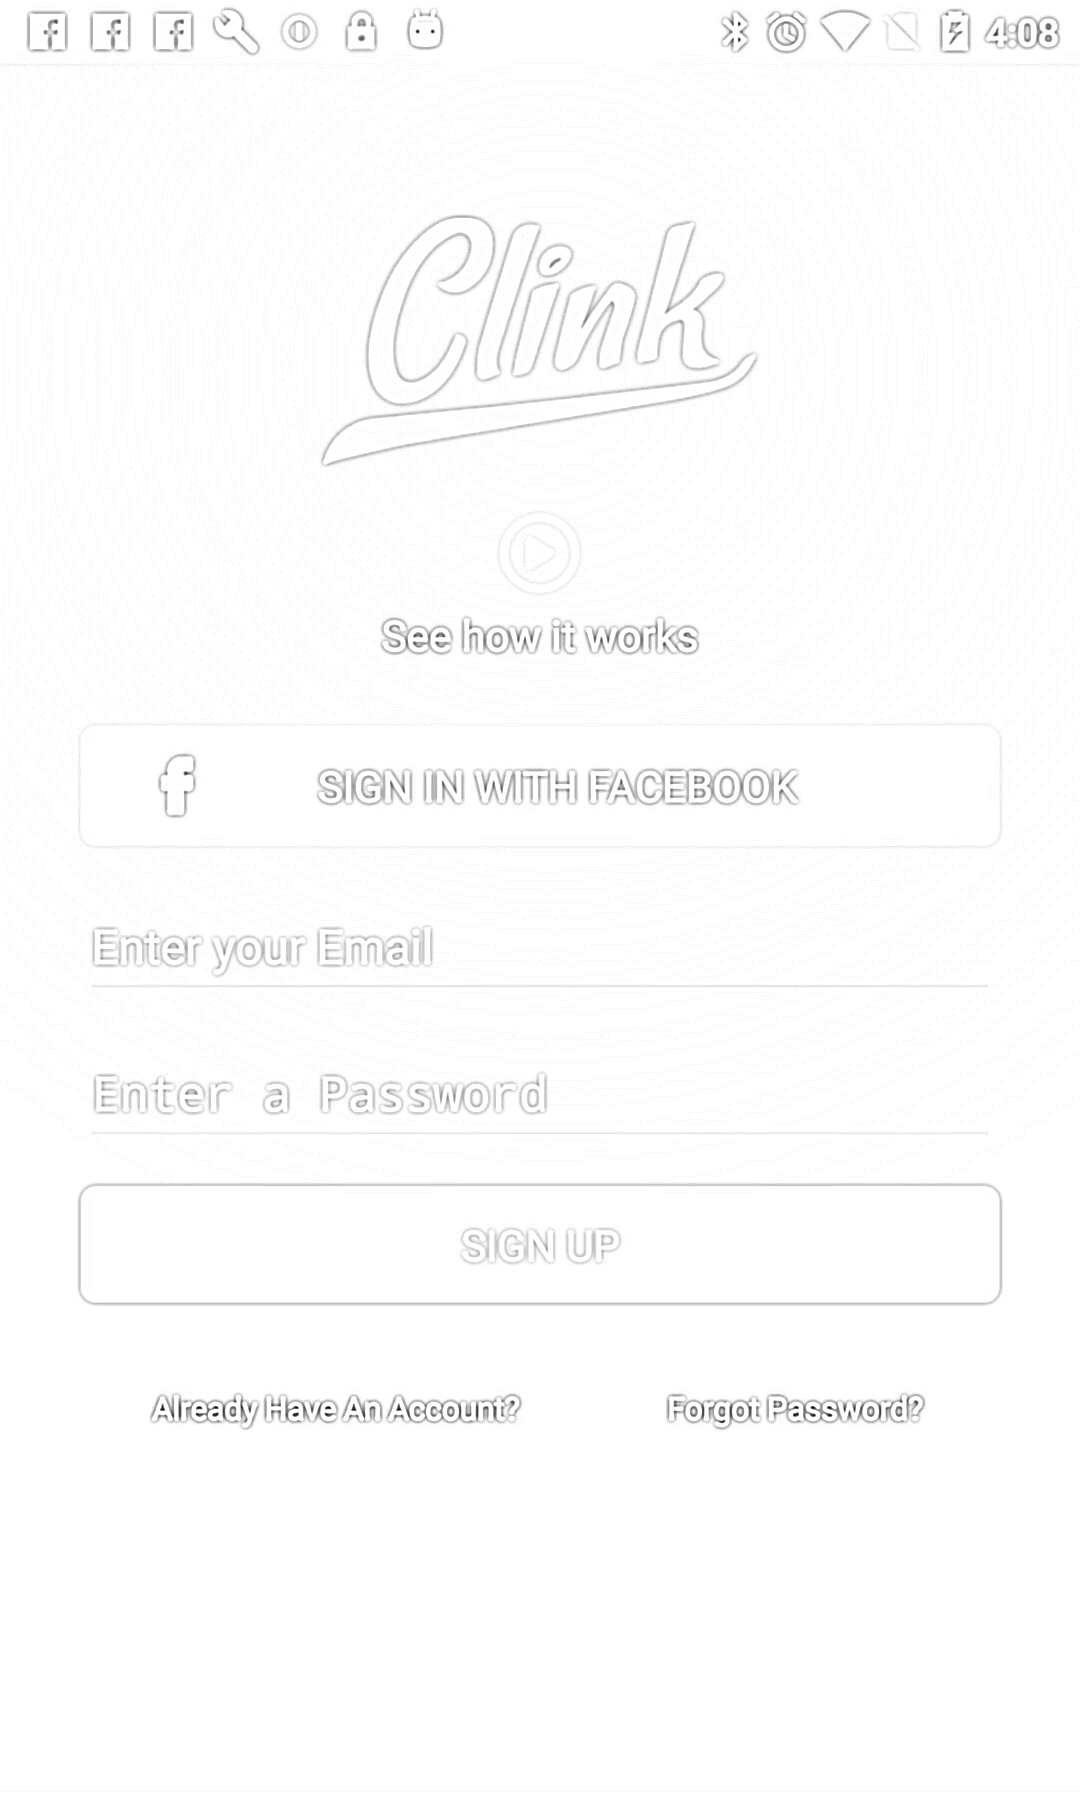 4:08
Clink
See how it works
SIGN IN WITH FACEBOOK
Enter your Email
Enter a Password
SIGN UP
Already Have An Account? Forgot Password?